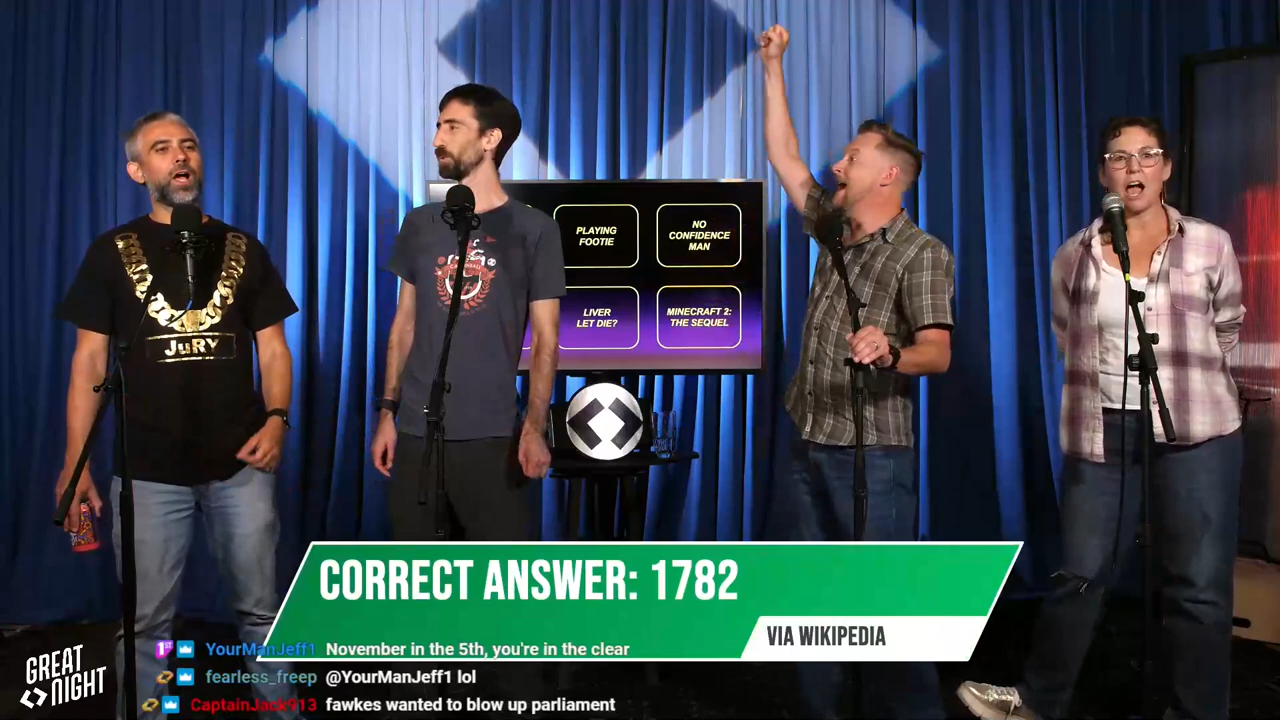 PLAYING
FOOTIE
NO
CONFIDENCE
MAN
LIVER
LET DIE?
MINECRAFT 2:
THE SEQUEL
JuRY
CORRECT ANSWER: 1782
VIA WIKIPEDIA
GREAT
NIGHT
1st YourManJeff1 November in the 5th, you're in the clear
fearless_freep @YourManJeff1 lol
CaptainJack913 fawkes wanted to blow up parliament